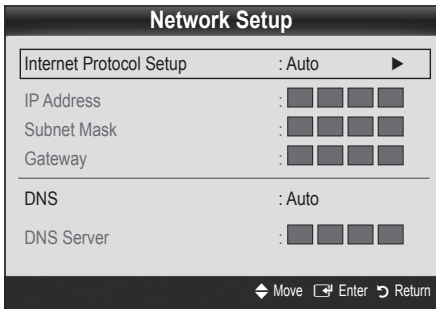 Network Setup
Internet Protocol Setup : Auto ▶
IP Address :
Subnet Mask :
Gateway :
DNS : Auto
DNS Server :
Move Enter Return